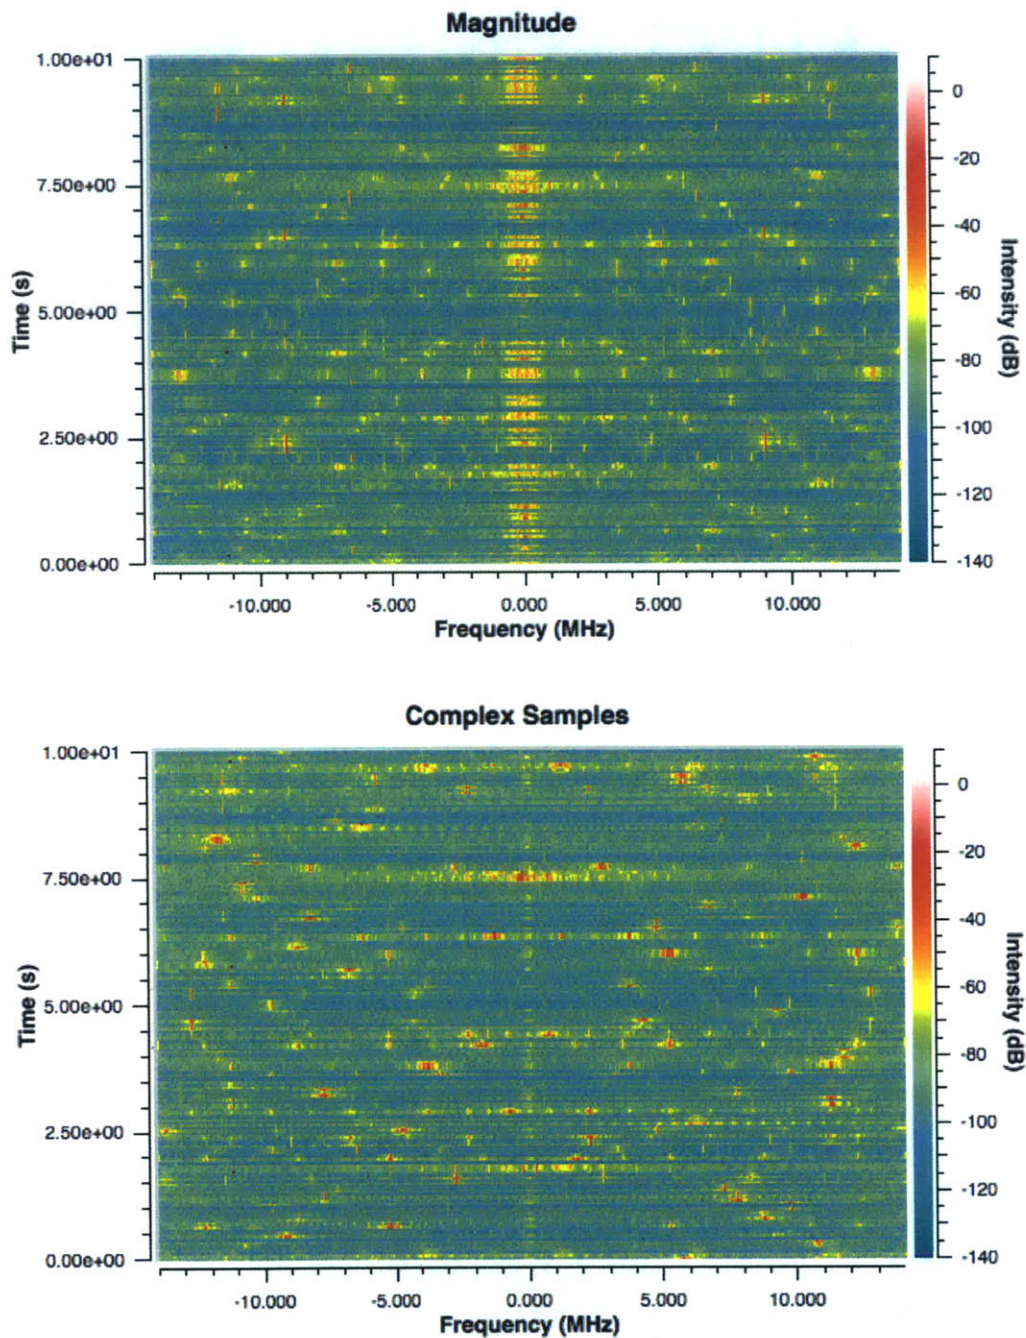 Magnitude
1.00e+01
7.50e+00
5.00e+00
2.50e+00
0.00e+00
Time (s)
-10.000 -5.000 0.000 5.000 10.000
Frequency (MHz)
0
-20
-40
-60
-80
-100
-120
-140
Intensity (dB)
Complex Samples
1.00e+01
7.50e+00
5.00e+00
2.50e+00
0.00e+00
Time (s)
-10.000 -5.000 0.000 5.000 10.000
Frequency (MHz)
0
-20
-40
-60
-80
-100
-120
-140
Intensity (dB)